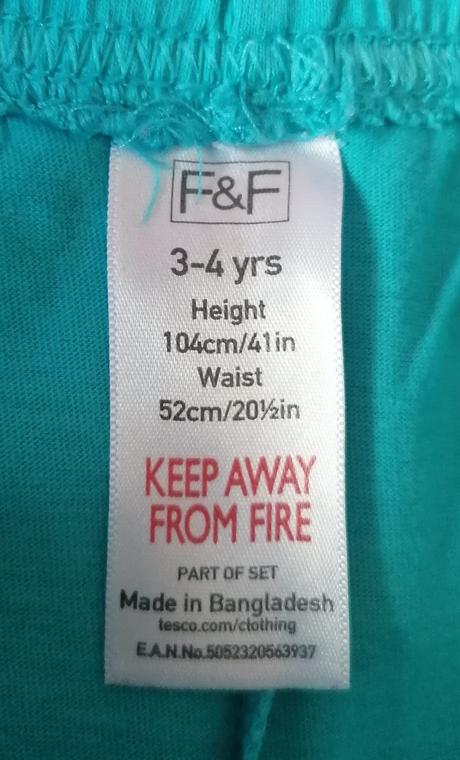 F&F
3-4 yrs
Height
104cm/41in
Waist
52cm/20½in
KEEP AWAY
FROM FIRE
PART OF SET
Made in Bangladesh
tesco.com/clothing
E.A.N.No.5052320563937